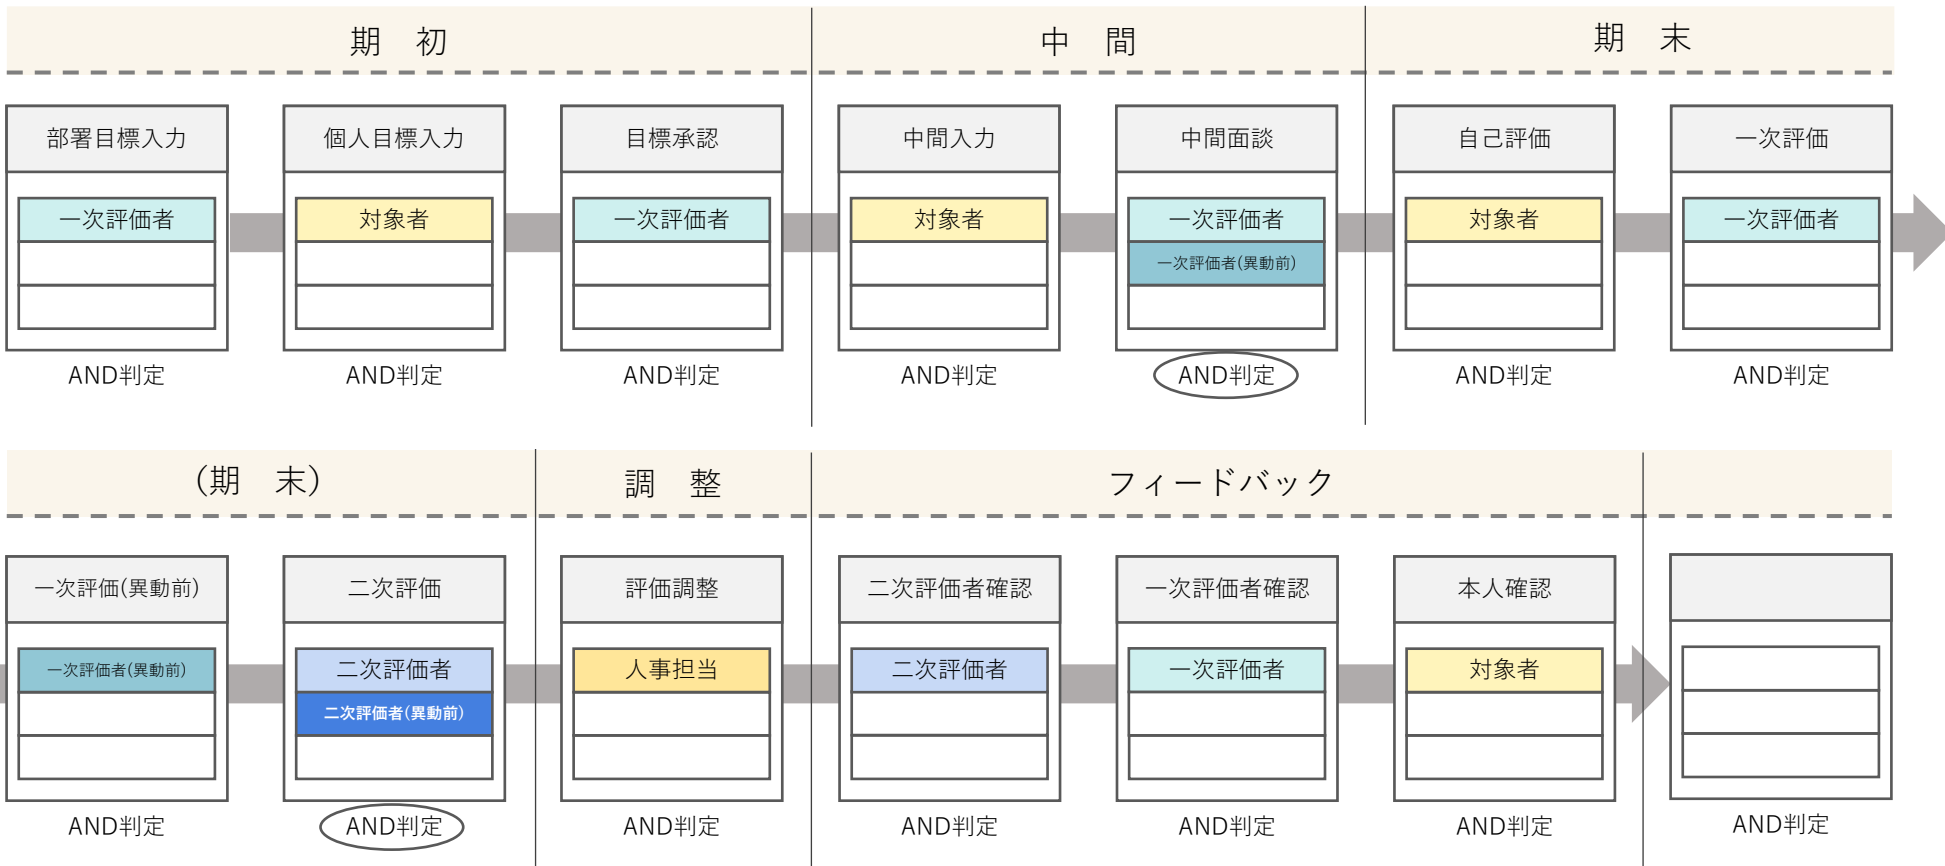 期 初
中 間
期 末
部署目標入力
個人目標入力
目標承認
中間入力
中間面談
自己評価
一次評価
一次評価者
対象者
一次評価者
対象者
一次評価者
対象者
一次評価者
一次評価者(異動前)
AND判定
AND判定
AND判定
AND判定
AND判定
AND判定
AND判定
(期 末)
調 整
フィードバック
一次評価(異動前)
二次評価
評価調整
二次評価者確認
一次評価者確認
本人確認
一次評価者(異動前)
二次評価者
人事担当
二次評価者
一次評価者
対象者
二次評価者(異動前)
AND判定
AND判定
AND判定
AND判定
AND判定
AND判定
AND判定